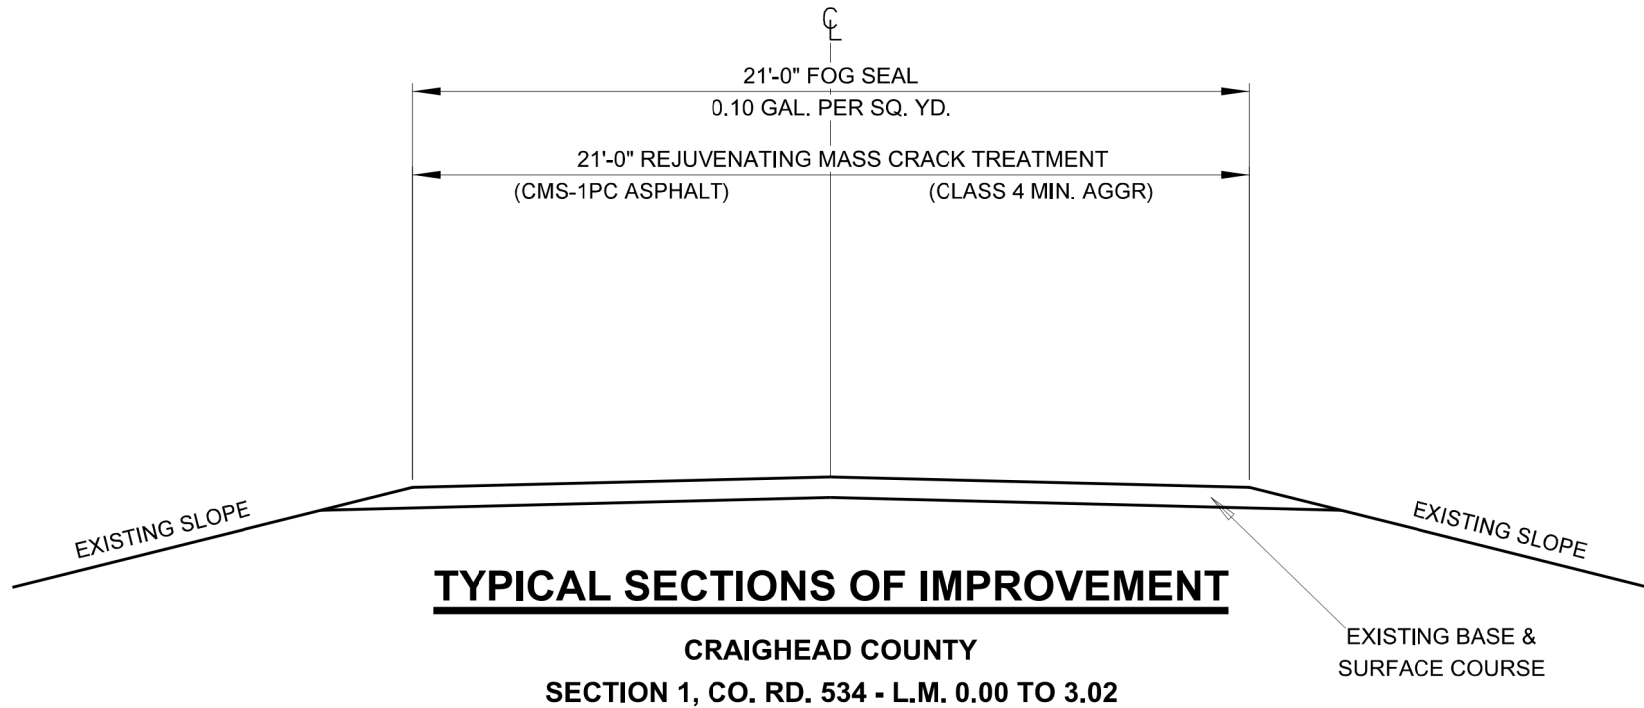 ℄
21'-0" FOG SEAL
0.10 GAL. PER SQ. YD.
21'-0" REJUVENATING MASS CRACK TREATMENT
(CMS-1PC ASPHALT) (CLASS 4 MIN. AGGR)
EXISTING SLOPE
EXISTING SLOPE
TYPICAL SECTIONS OF IMPROVEMENT
EXISTING BASE &
SURFACE COURSE
CRAIGHEAD COUNTY
SECTION 1, CO. RD. 534 - L.M. 0.00 TO 3.02